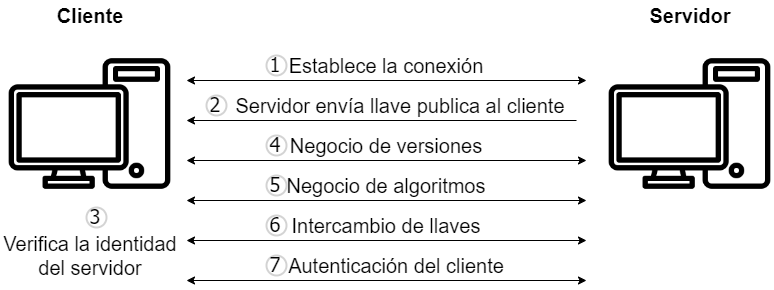 Cliente
Servidor
① Establece la conexión
② Servidor envía llave publica al cliente
③
Verifica la identidad
del servidor
④ Negocio de versiones
⑤ Negocio de algoritmos
⑥ Intercambio de llaves
⑦ Autenticación del cliente